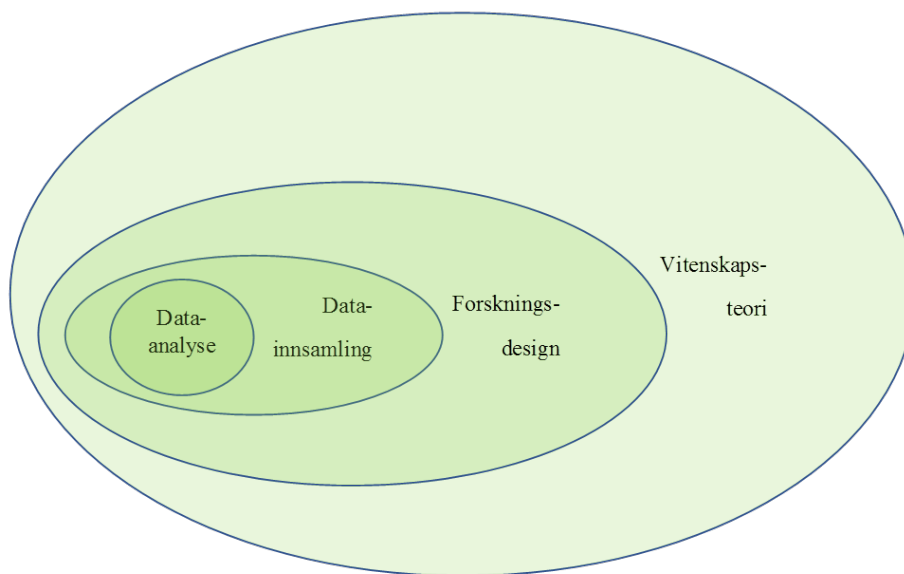 Data-
analyse
Data-
innsamling
Forsknings-
design
Vitenskaps-
teori